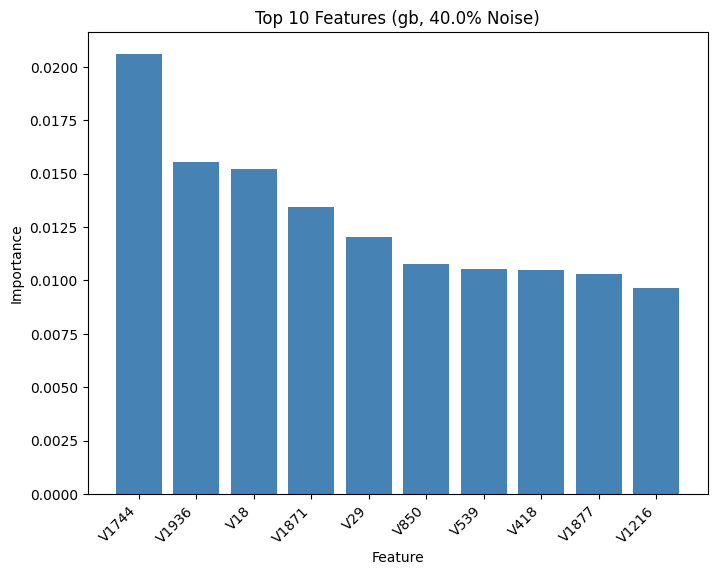 Top 10 Features (gb, 40.0% Noise)
Importance
0.0200
0.0175
0.0150
0.0125
0.0100
0.0075
0.0050
0.0025
0.0000
V1744
V1936
V18
V1871
V29
V850
V539
V418
V1877
V1216
Feature